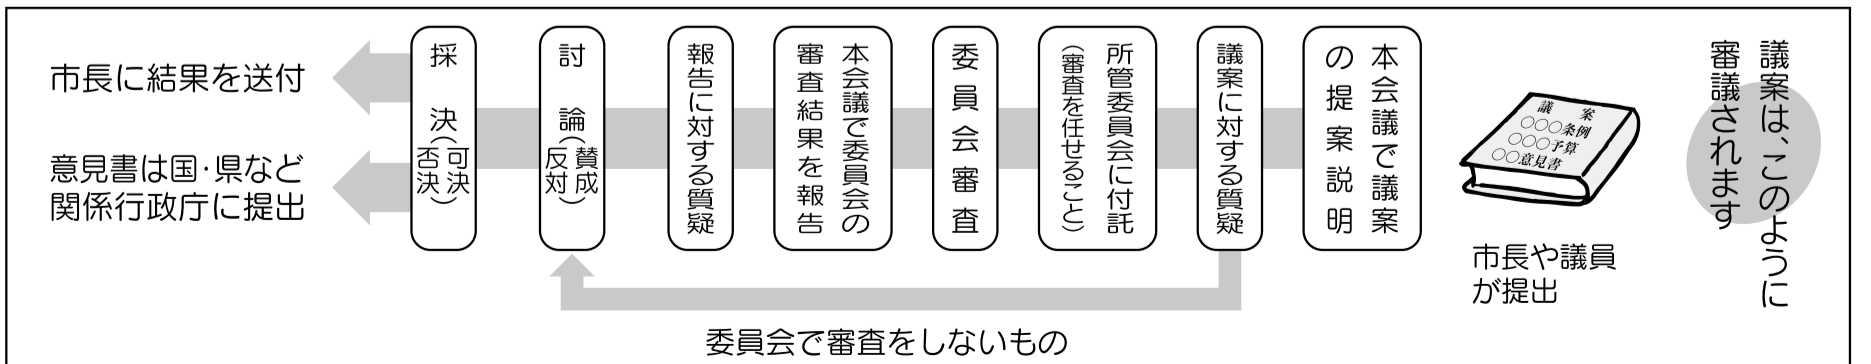 議案は、このように
審議されます
議　案
○○○条例
○○○予算
○○意見書
市長や議員
が提出
本会議で議案
の提案説明
議案に対する質疑
所管委員会に付託
（審査を任せること）
委員会審査
本会議で委員会の
審査結果を報告
報告に対する質疑
討　論（賛成
反対）
採　決（可決
否決）
市長に結果を送付
意見書は国・県など
関係行政庁に提出
委員会で審査をしないもの